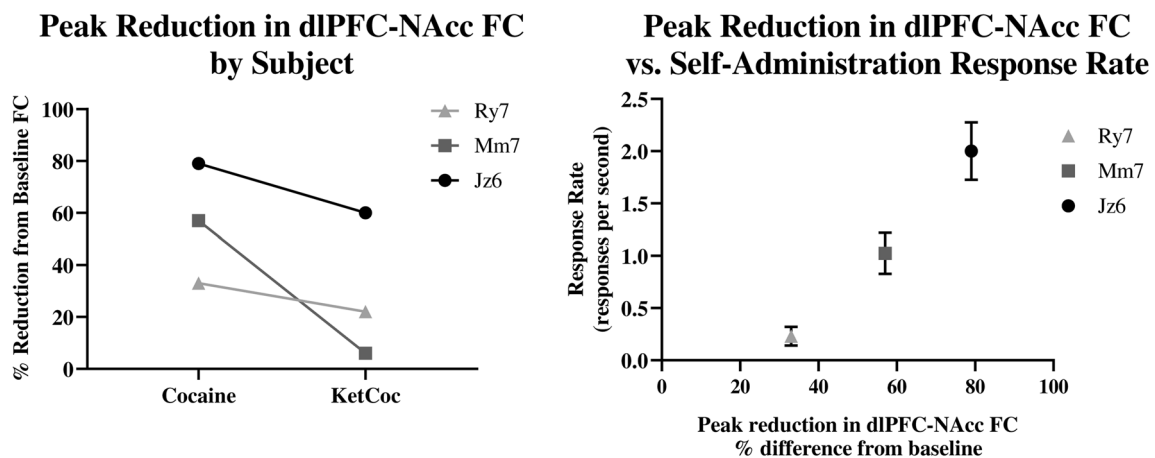 Peak Reduction in dlPFC-NAcc FC
by Subject
% Reduction from Baseline FC
100
80
60
40
20
0
Cocaine
KetCoc
Ry7
Mm7
Jz6
Peak Reduction in dlPFC-NAcc FC
vs. Self-Administration Response Rate
Response Rate
(responses per second)
2.5
2.0
1.5
1.0
0.5
0.0
0
20
40
60
80
100
Peak reduction in dlPFC-NAcc FC
% difference from baseline
Ry7
Mm7
Jz6